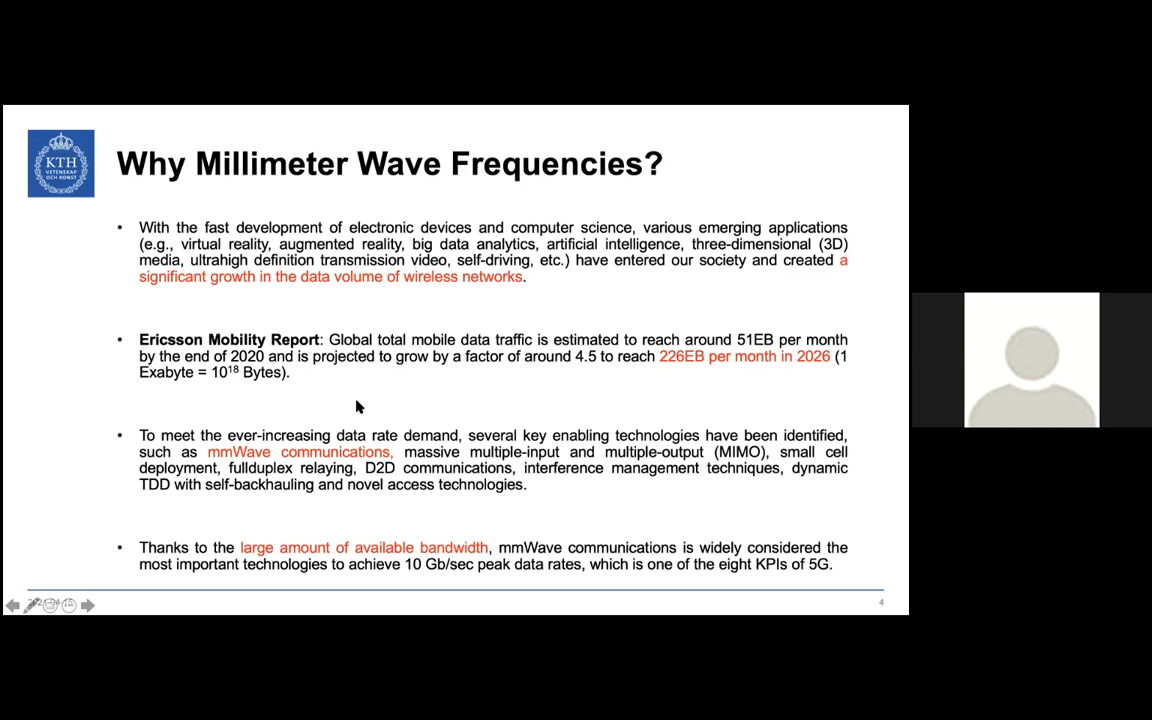 KTH
VETENSKAP
OCH KONST
Why Millimeter Wave Frequencies?
• With the fast development of electronic devices and computer science, various emerging applications
(e.g., virtual reality, augmented reality, big data analytics, artificial intelligence, three-dimensional (3D)
media, ultrahigh definition transmission video, self-driving, etc.) have entered our society and created a
significant growth in the data volume of wireless networks.
• Ericsson Mobility Report: Global total mobile data traffic is estimated to reach around 51EB per month
by the end of 2020 and is projected to grow by a factor of around 4.5 to reach 226EB per month in 2026 (1
Exabyte = 10¹⁸ Bytes).
• To meet the ever-increasing data rate demand, several key enabling technologies have been identified,
such as mmWave communications, massive multiple-input and multiple-output (MIMO), small cell
deployment, fullduplex relaying, D2D communications, interference management techniques, dynamic
TDD with self-backhauling and novel access technologies.
• Thanks to the large amount of available bandwidth, mmWave communications is widely considered the
most important technologies to achieve 10 Gb/sec peak data rates, which is one of the eight KPIs of 5G.
4